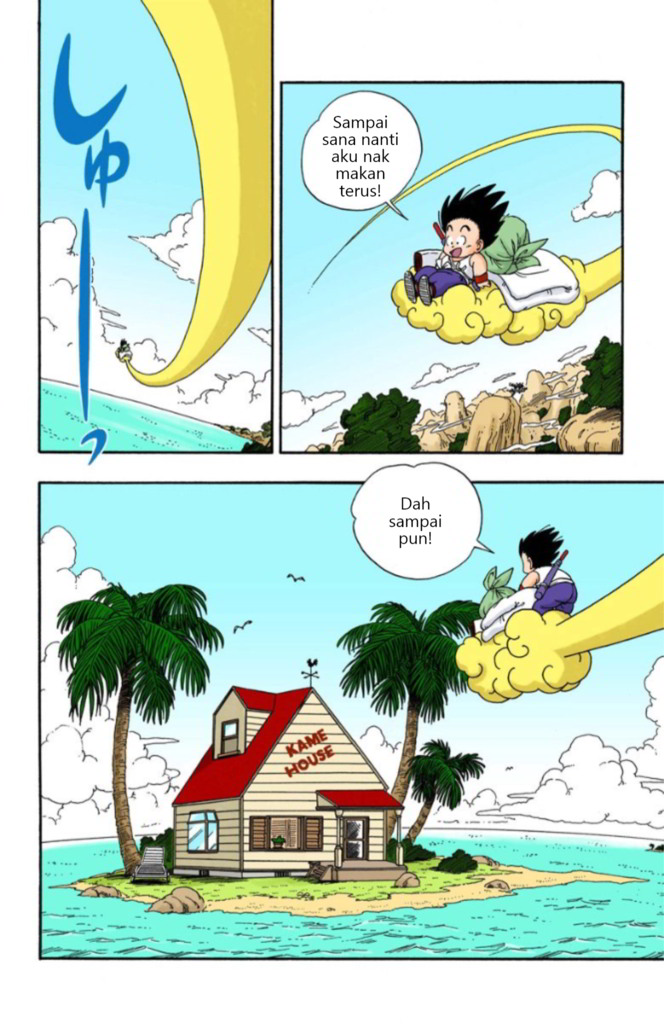 しゅーっ
Sampai
sana nanti
aku nak
makan
terus!
Dah
sampai
pun!
KAME
HOUSE